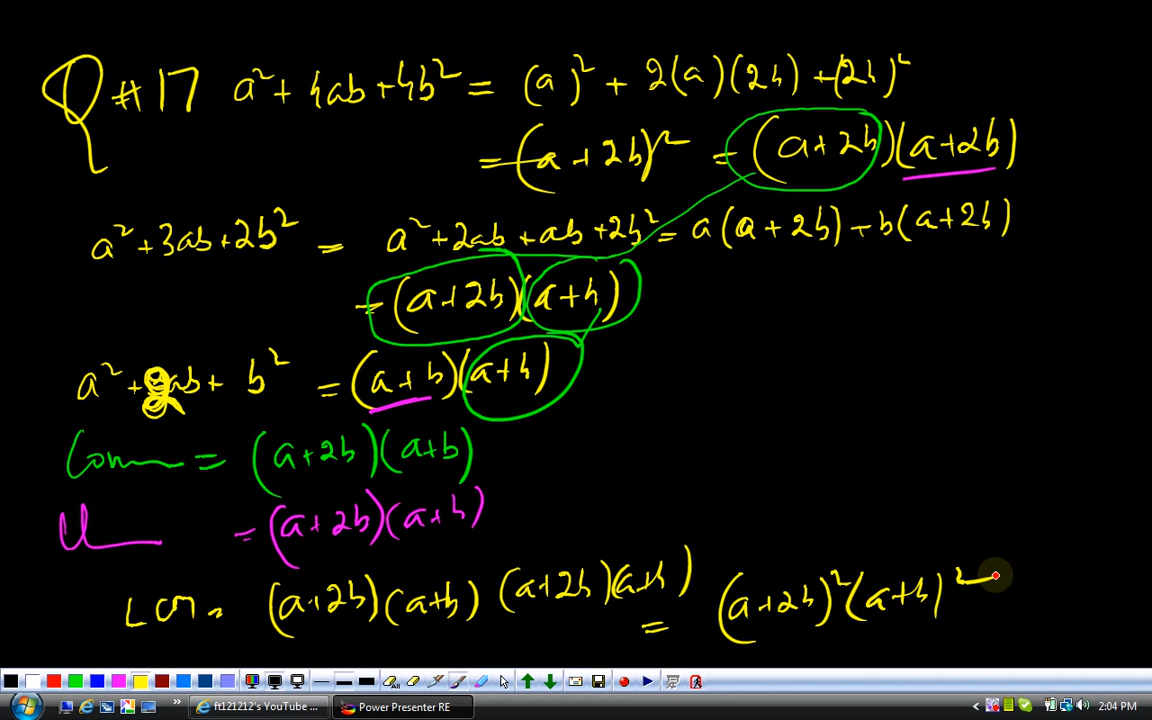 Q # 17 a² + 4ab + 4b² = (a)² + 2(a)(2b) + (2b)²
= (a + 2b)² = (a + 2b)(a + 2b)
a² + 3ab + 2b² = a² + 2ab + ab + 2b² = a(a + 2b) + b(a + 2b)
= (a + 2b)(a + b)
a² + 2ab + b² = (a + b)(a + b)
Com = (a + 2b)(a + b)
U = (a + 2b)(a + b)
LCM = (a + 2b)(a + b)(a + 2b)(a + b) = (a + 2b)²(a + b)²
ft121212's YouTube ... Power Presenter RE 2:04 PM